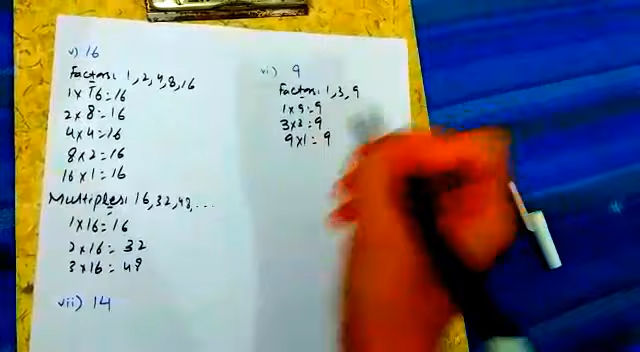 v) 16
Factors: 1, 2, 4, 8, 16
1 x 16 = 16
2 x 8 = 16
4 x 4 = 16
8 x 2 = 16
16 x 1 = 16
Multiples: 16, 32, 48, ...
1 x 16 = 16
2 x 16 = 32
3 x 16 = 48
vii) 14
vi) 9
Factors: 1, 3, 9
1 x 9 = 9
3 x 3 = 9
9 x 1 = 9